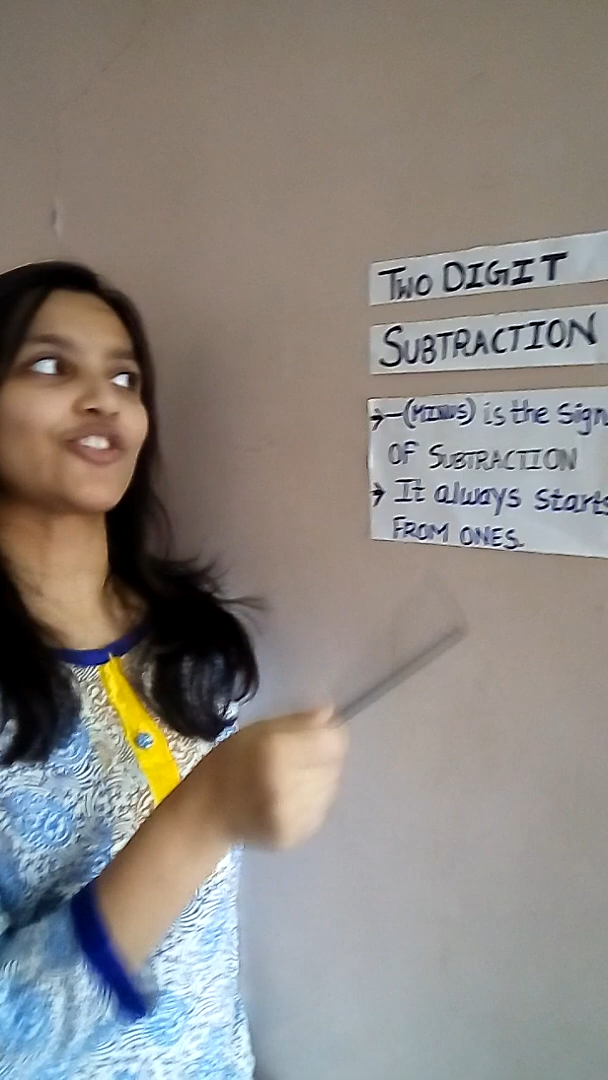 TWO DIGIT
SUBTRACTION
→ – (MINUS) is the sign
OF SUBTRACTION
→ It always starts
FROM ONES.